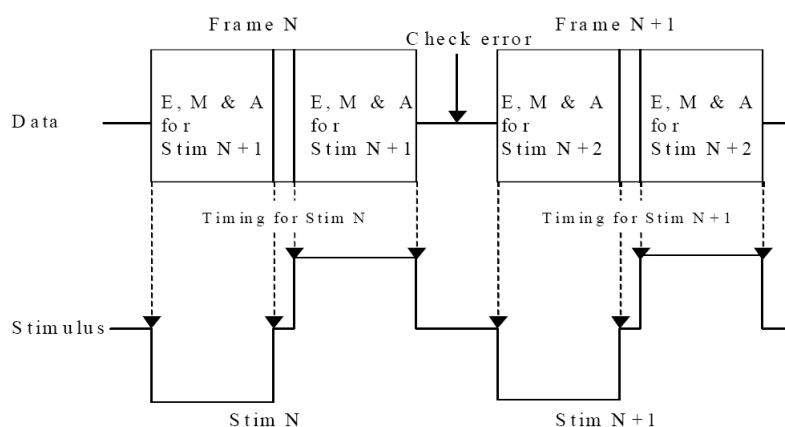 Frame N
Frame N+1
Check error
Data
E, M & A
for
Stim N+1
E, M & A
for
Stim N+1
E, M & A
for
Stim N+2
E, M & A
for
Stim N+2
Timing for Stim N
Timing for Stim N+1
Stimulus
Stim N
Stim N+1